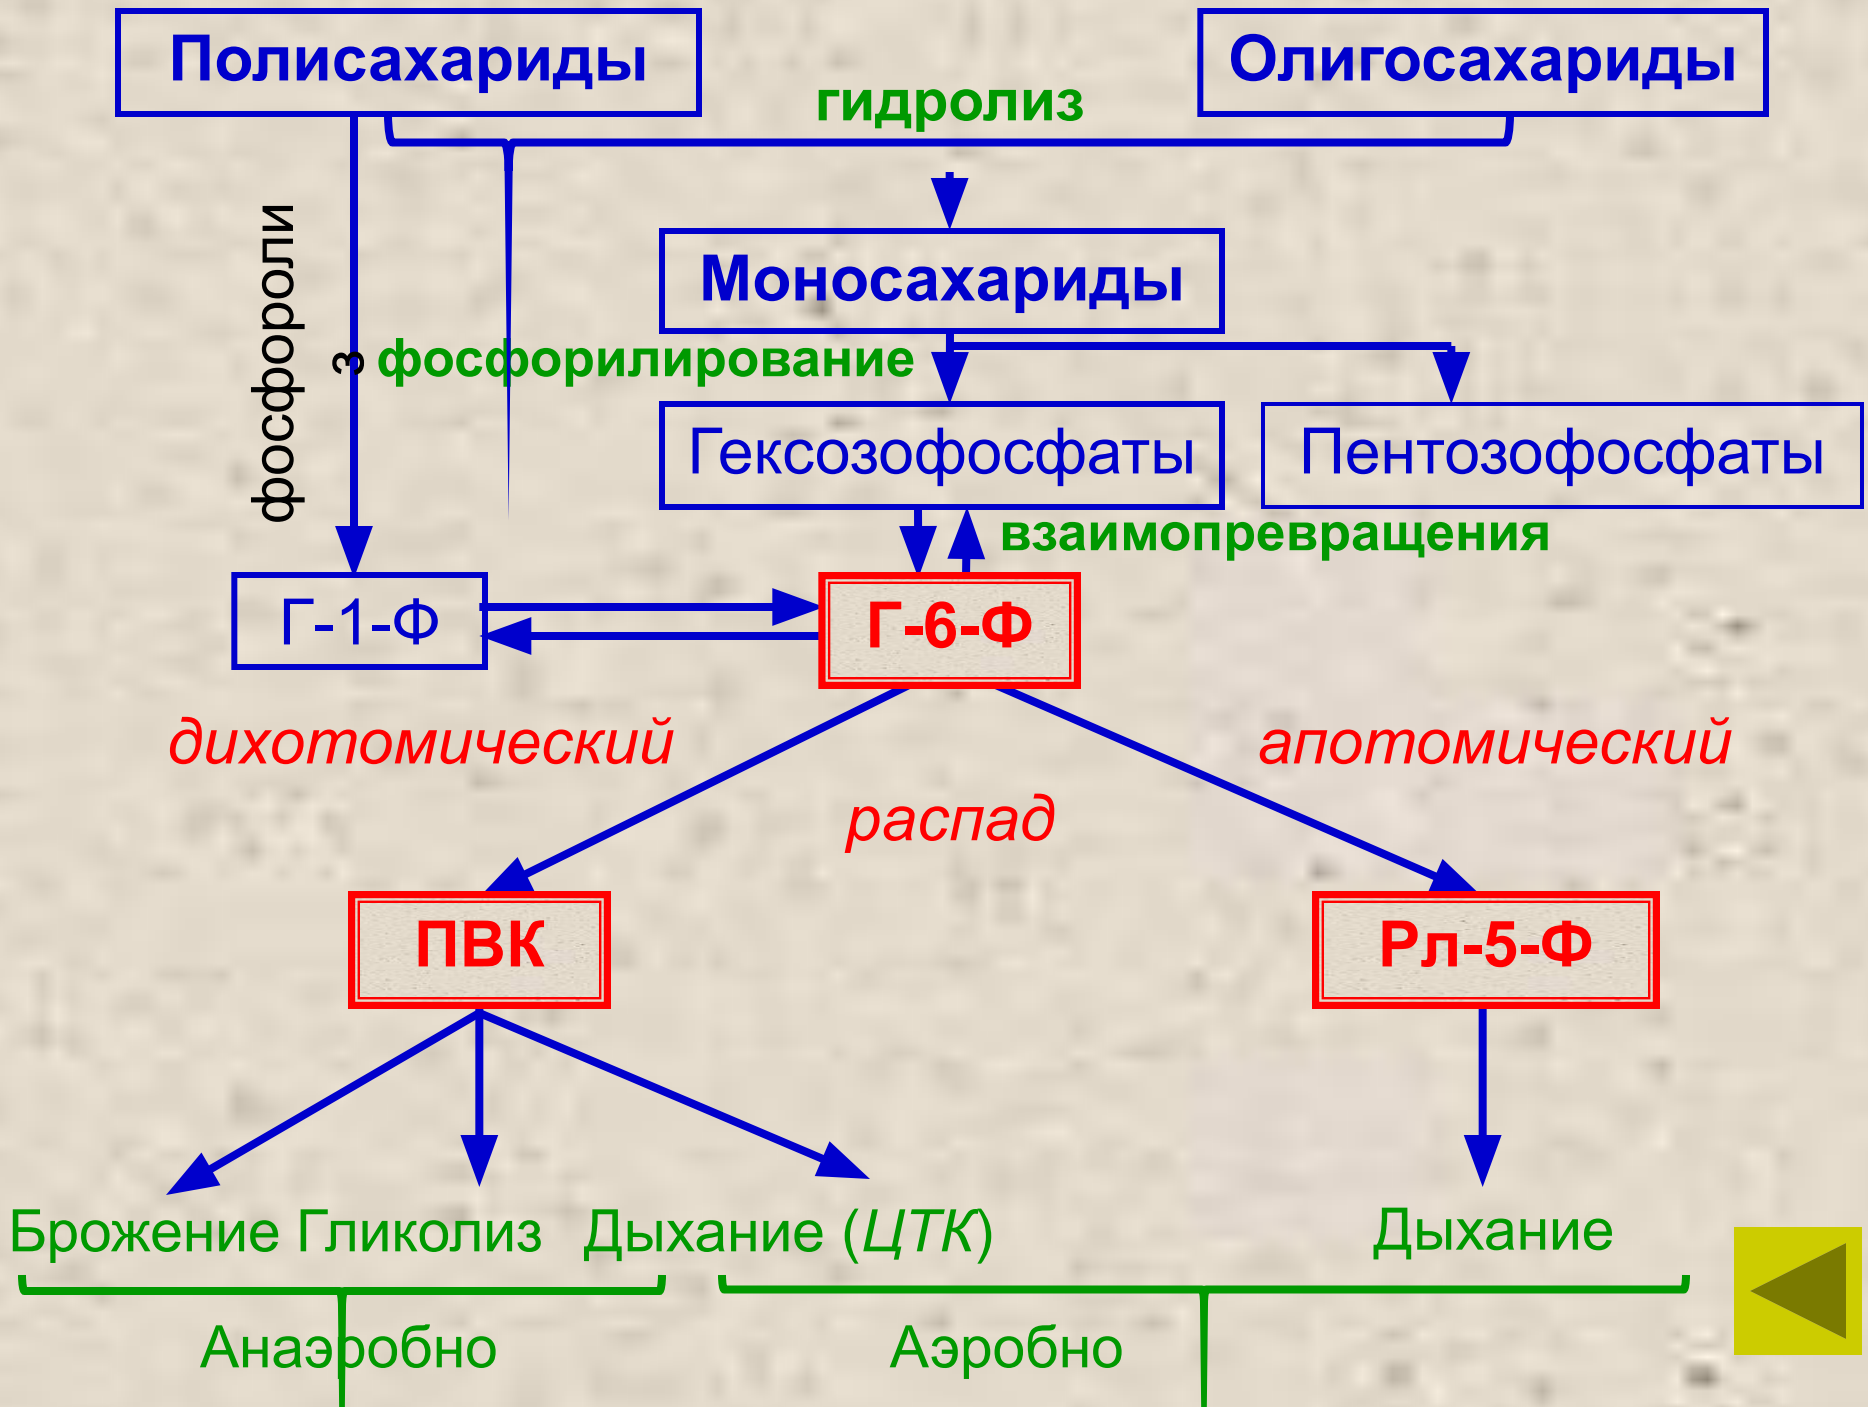 Полисахариды
Олигосахариды
гидролиз
Моносахариды
фосфороли
з
фосфорилирование
Гексозофосфаты
Пентозофосфаты
взаимопревращения
Г-1-Ф
Г-6-Ф
дихотомический
апотомический
распад
ПВК
Рл-5-Ф
Брожение Гликолиз Дыхание (ЦТК)
Дыхание
Анаэробно
Аэробно